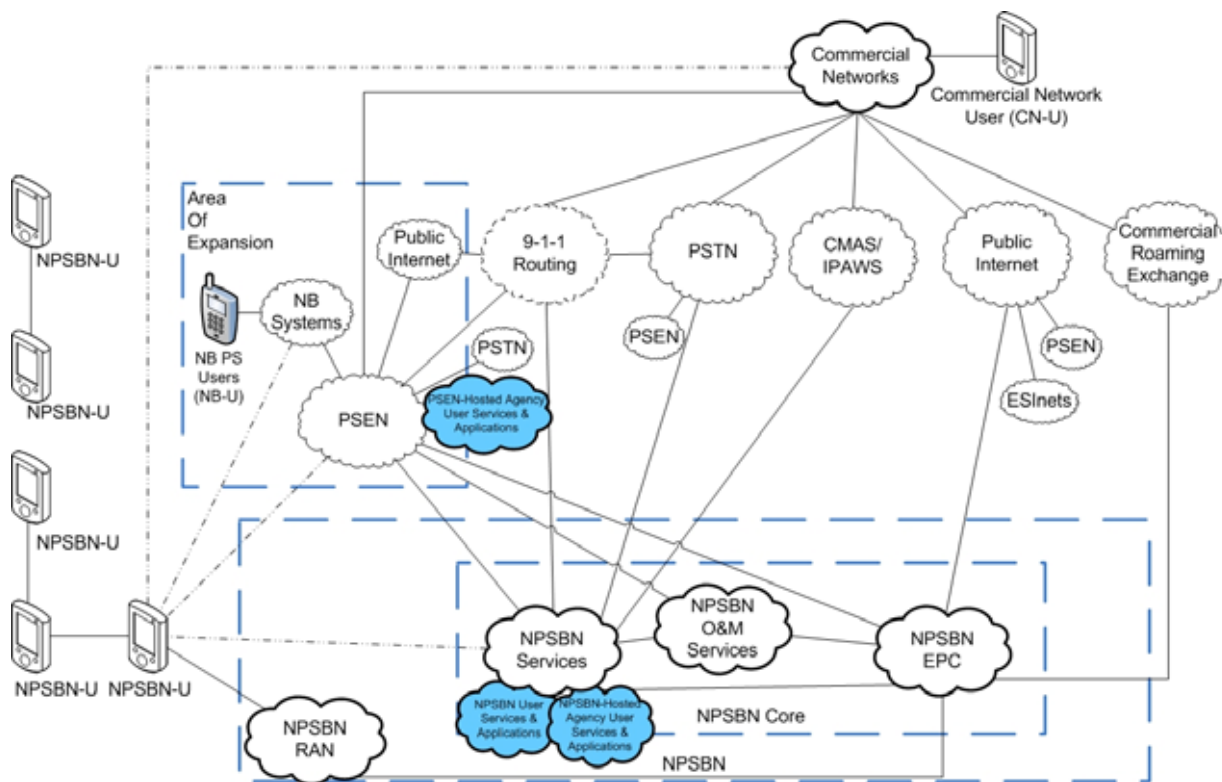 Commercial
Networks
Commercial Network
User (CN-U)
Area
Of
Expansion
NPSBN-U
NPSBN-U
NPSBN-U
NPSBN-U
NPSBN-U
NB PS
Users
(NB-U)
NB
Systems
Public
Internet
9-1-1
Routing
PSTN
CMAS/
IPAWS
Public
Internet
Commercial
Roaming
Exchange
PSTN
PSEN
PSEN
ESInets
PSEN
PSEN-Hosted Agency
User Services &
Applications
NPSBN
Services
NPSBN
O&M
Services
NPSBN
EPC
NPSBN User
Services &
Applications
NPSBN-Hosted
Agency User
Services &
Applications
NPSBN Core
NPSBN
RAN
NPSBN